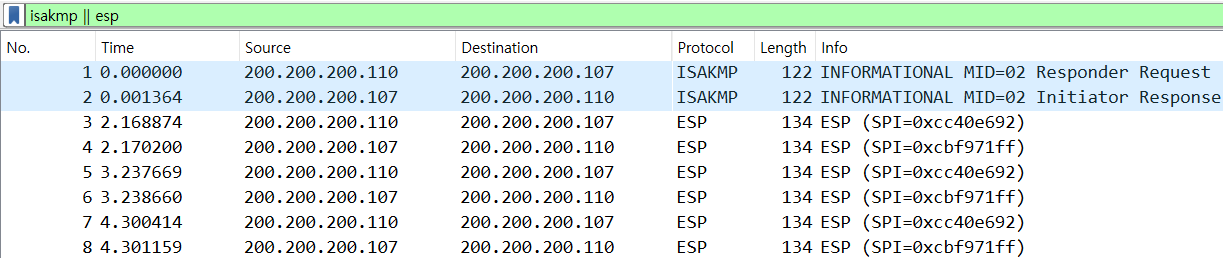 isakmp || esp
No. Time Source Destination Protocol Length Info
1 0.000000 200.200.200.110 200.200.200.107 ISAKMP 122 INFORMATIONAL MID=02 Responder Request
2 0.001364 200.200.200.107 200.200.200.110 ISAKMP 122 INFORMATIONAL MID=02 Initiator Response
3 2.168874 200.200.200.110 200.200.200.107 ESP 134 ESP (SPI=0xcc40e692)
4 2.170200 200.200.200.107 200.200.200.110 ESP 134 ESP (SPI=0xcbf971ff)
5 3.237669 200.200.200.110 200.200.200.107 ESP 134 ESP (SPI=0xcc40e692)
6 3.238660 200.200.200.107 200.200.200.110 ESP 134 ESP (SPI=0xcbf971ff)
7 4.300414 200.200.200.110 200.200.200.107 ESP 134 ESP (SPI=0xcc40e692)
8 4.301159 200.200.200.107 200.200.200.110 ESP 134 ESP (SPI=0xcbf971ff)